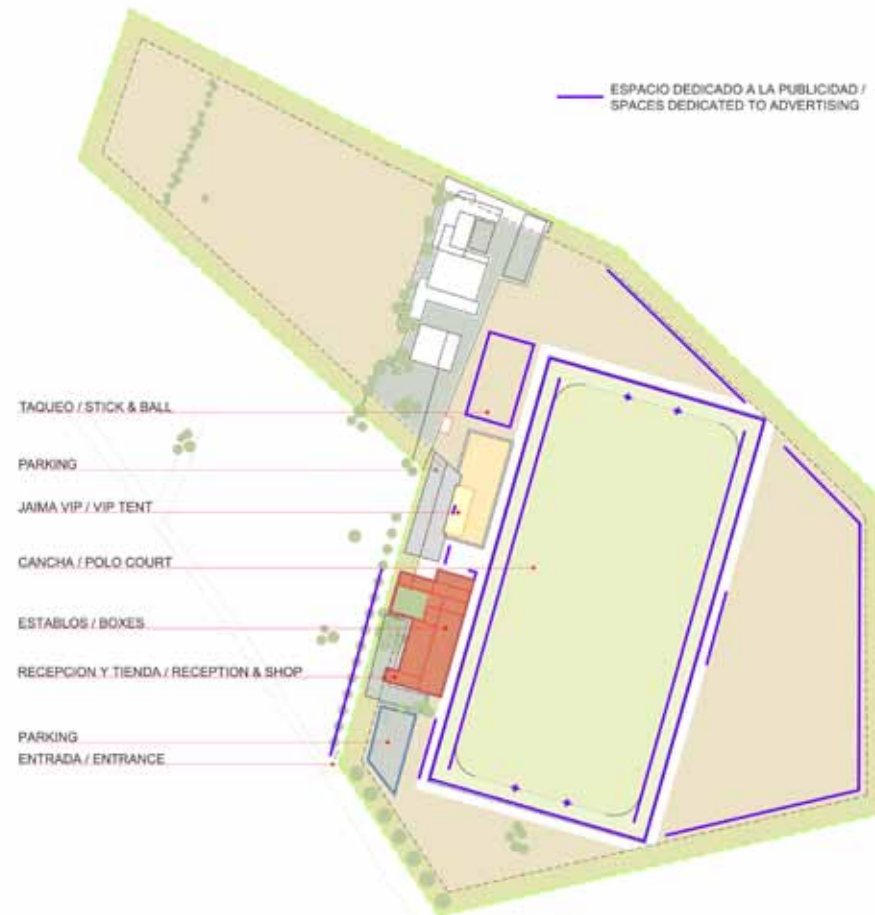 ESPACIO DEDICADO A LA PUBLICIDAD /
SPACES DEDICATED TO ADVERTISING
TAQUEO / STICK & BALL
PARKING
JAIMA VIP / VIP TENT
CANCHA / POLO COURT
ESTABLOS / BOXES
RECEPCION Y TIENDA / RECEPTION & SHOP
PARKING
ENTRADA / ENTRANCE